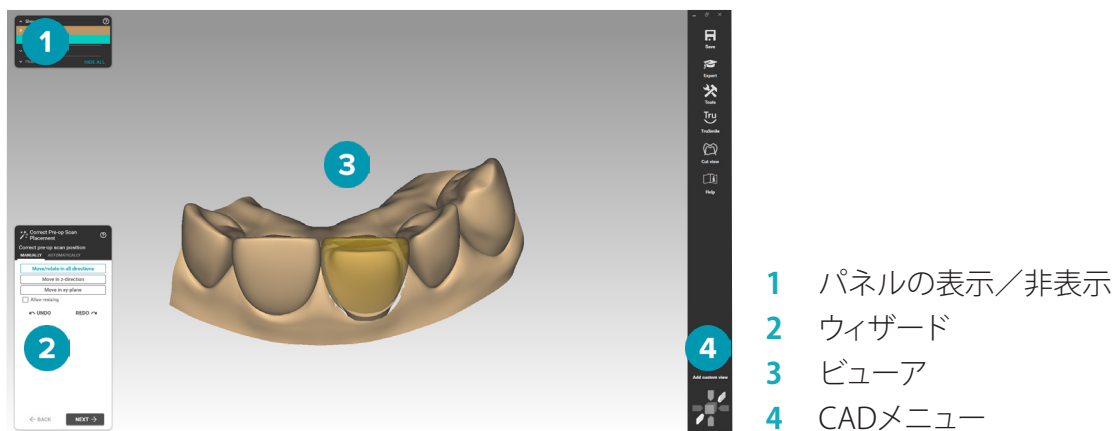 1
HIDE ALL
3
Save
Expert
Tools
Tru
TruSmile
Cut view
Help
Correct Pre-op Scan
Placement
Correct pre-op scan position
MANUALLY AUTOMATICALLY
Move/rotate in all directions
Move in z-direction
Move in xy-plane
Allow resizing
UNDO REDO
2
BACK NEXT
4
Add custom view
1 パネルの表示／非表示
2 ウィザード
3 ビューア
4 CADメニュー